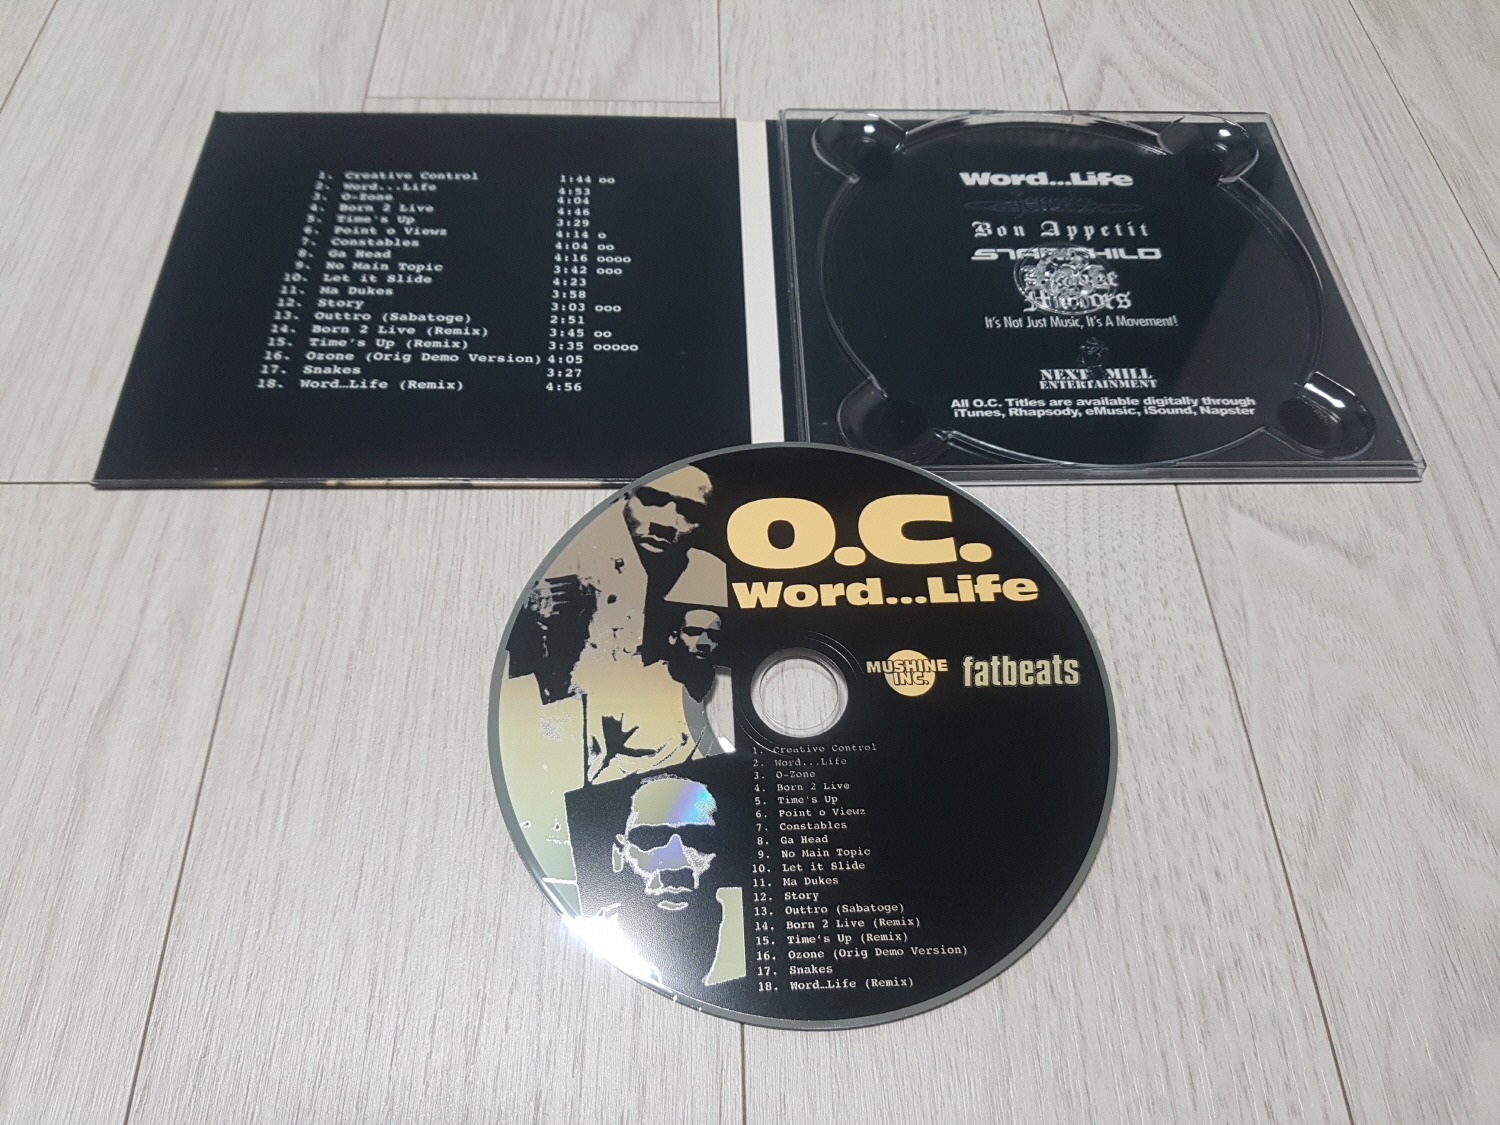 1. Creative Control 1:44 oo
2. Word...Life 4:53
3. O-Zone 4:04
4. Born 2 Live 4:46
5. Time's Up 3:29
6. Point o Viewz 4:14 o
7. Constables 4:04 oo
8. Ga Head 4:16 oooo
9. No Main Topic 3:42 ooo
10. Let it Slide 4:23
11. Ma Dukes 3:58
12. Story 3:03 ooo
13. Outtro (Sabatoge) 2:51
14. Born 2 Live (Remix) 3:45 oo
15. Time's Up (Remix) 3:35 ooooo
16. Ozone (Orig Demo Version) 4:05
17. Snakes 3:27
18. Word…Life (Remix) 4:56
Word...Life
Bon Appetit
STARCHILD
It's Not Just Music, It's A Movement!
NEXT MILL
ENTERTAINMENT
All O.C. Titles are available digitally through
iTunes, Rhapsody, eMusic, iSound, Napster
O.C.
Word...Life
MUSHINE
INC.
fatbeats
1. Creative Control
2. Word...Life
3. O-Zone
4. Born 2 Live
5. Time's Up
6. Point o Viewz
7. Constables
8. Ga Head
9. No Main Topic
10. Let it Slide
11. Ma Dukes
12. Story
13. Outtro (Sabatoge)
14. Born 2 Live (Remix)
15. Time's Up (Remix)
16. Ozone (Orig Demo Version)
17. Snakes
18. Word…Life (Remix)